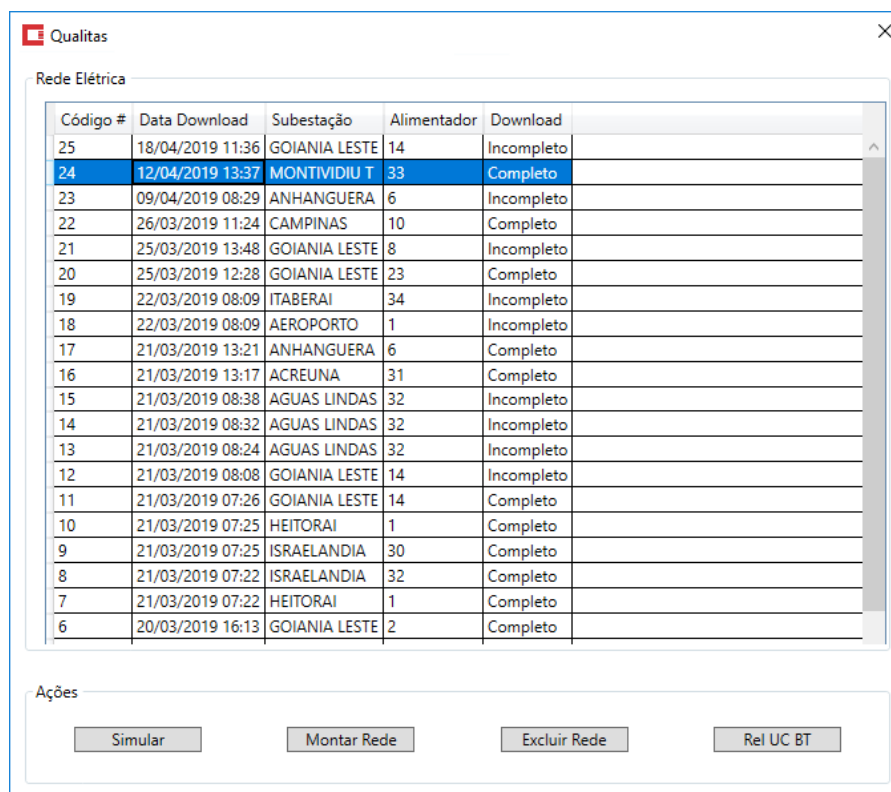 Qualitas
Rede Elétrica
Código # Data Download Subestação Alimentador Download
25 18/04/2019 11:36 GOIANIA LESTE 14 Incompleto
24 12/04/2019 13:37 MONTIVIDIU T 33 Completo
23 09/04/2019 08:29 ANHANGUERA 6 Incompleto
22 26/03/2019 11:24 CAMPINAS 10 Completo
21 25/03/2019 13:48 GOIANIA LESTE 8 Incompleto
20 25/03/2019 12:28 GOIANIA LESTE 23 Completo
19 22/03/2019 08:09 ITABERAI 34 Incompleto
18 22/03/2019 08:09 AEROPORTO 1 Incompleto
17 21/03/2019 13:21 ANHANGUERA 6 Completo
16 21/03/2019 13:17 ACREUNA 31 Completo
15 21/03/2019 08:38 AGUAS LINDAS 32 Incompleto
14 21/03/2019 08:32 AGUAS LINDAS 32 Incompleto
13 21/03/2019 08:24 AGUAS LINDAS 32 Incompleto
12 21/03/2019 08:08 GOIANIA LESTE 14 Incompleto
11 21/03/2019 07:26 GOIANIA LESTE 14 Completo
10 21/03/2019 07:25 HEITORAI 1 Completo
9 21/03/2019 07:25 ISRAELANDIA 30 Completo
8 21/03/2019 07:22 ISRAELANDIA 32 Completo
7 21/03/2019 07:22 HEITORAI 1 Completo
6 20/03/2019 16:13 GOIANIA LESTE 2 Completo
Ações
Simular Montar Rede Excluir Rede Rel UC BT